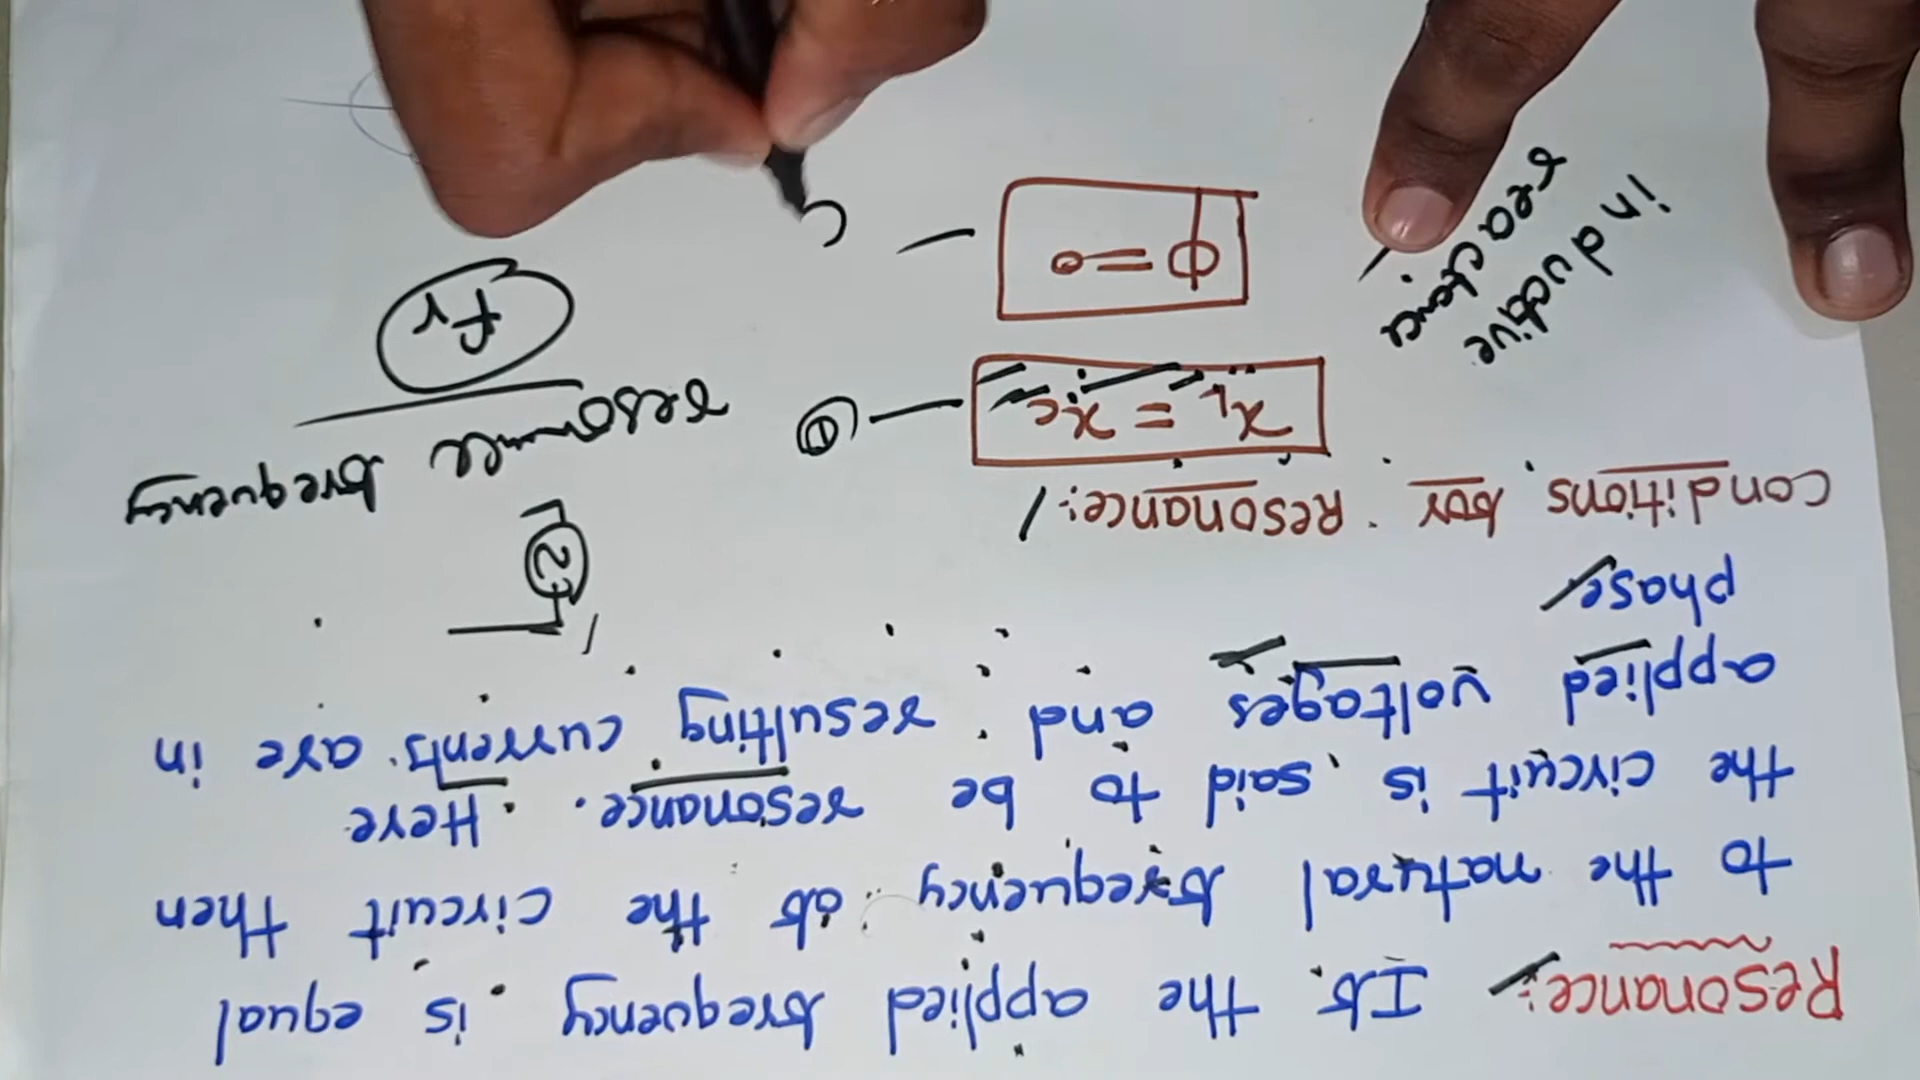 Resonance:- If the applied frequency is equal
to the natural frequency of the circuit then
the circuit is said to be resonance. Here
applied voltages and resulting currents are in
phase
2
conditions for Resonance:-
XL = XC — ①
resonance frequency
fr
ϕ = 0 —
inductive
reactance